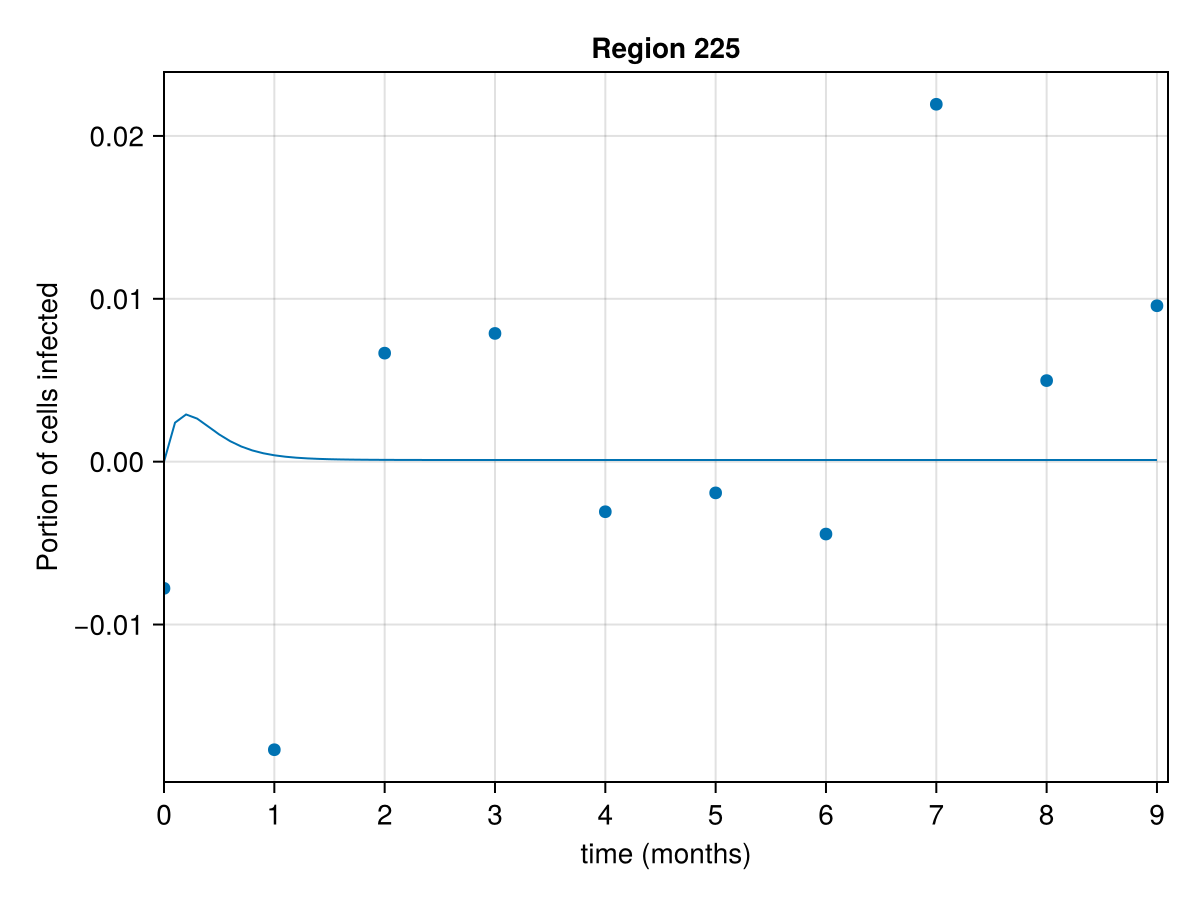 Region 225
Portion of cells infected
0.02
0.01
0.00
−0.01
0 1 2 3 4 5 6 7 8 9
time (months)